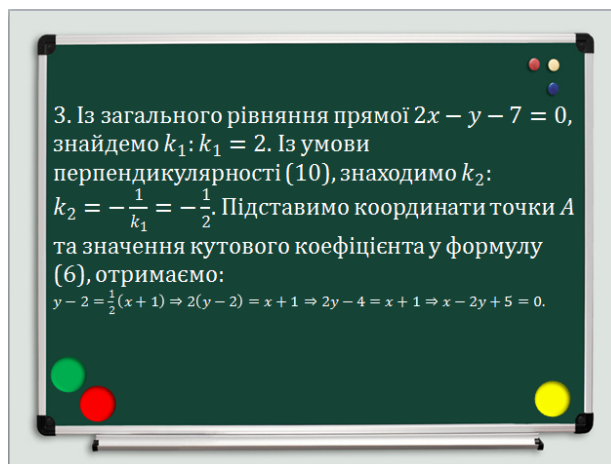 3. Із загального рівняння прямої 2x − y − 7 = 0,
знайдемо k₁: k₁ = 2. Із умови
перпендикулярності (10), знаходимо k₂:
k₂ = −1/k₁ = −1/2. Підставимо координати точки A
та значення кутового коефіцієнта у формулу
(6), отримаємо:
y − 2 = 1/2(x + 1) ⇒ 2(y − 2) = x + 1 ⇒ 2y − 4 = x + 1 ⇒ x − 2y + 5 = 0.